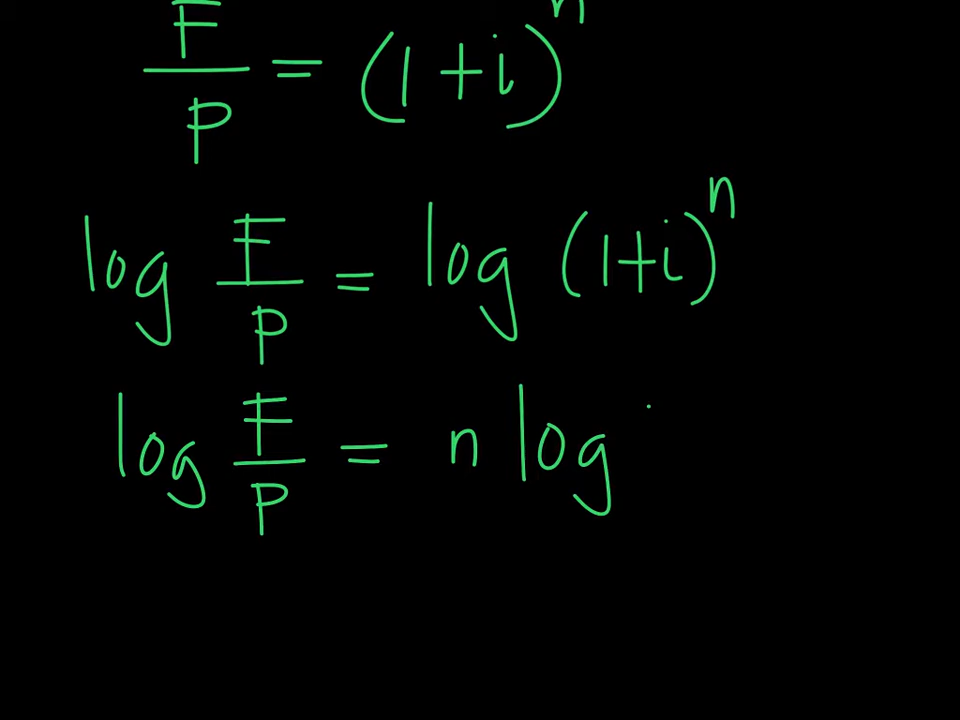 F/P = (1+i)^n
log F/P = log (1+i)^n
log F/P = n log